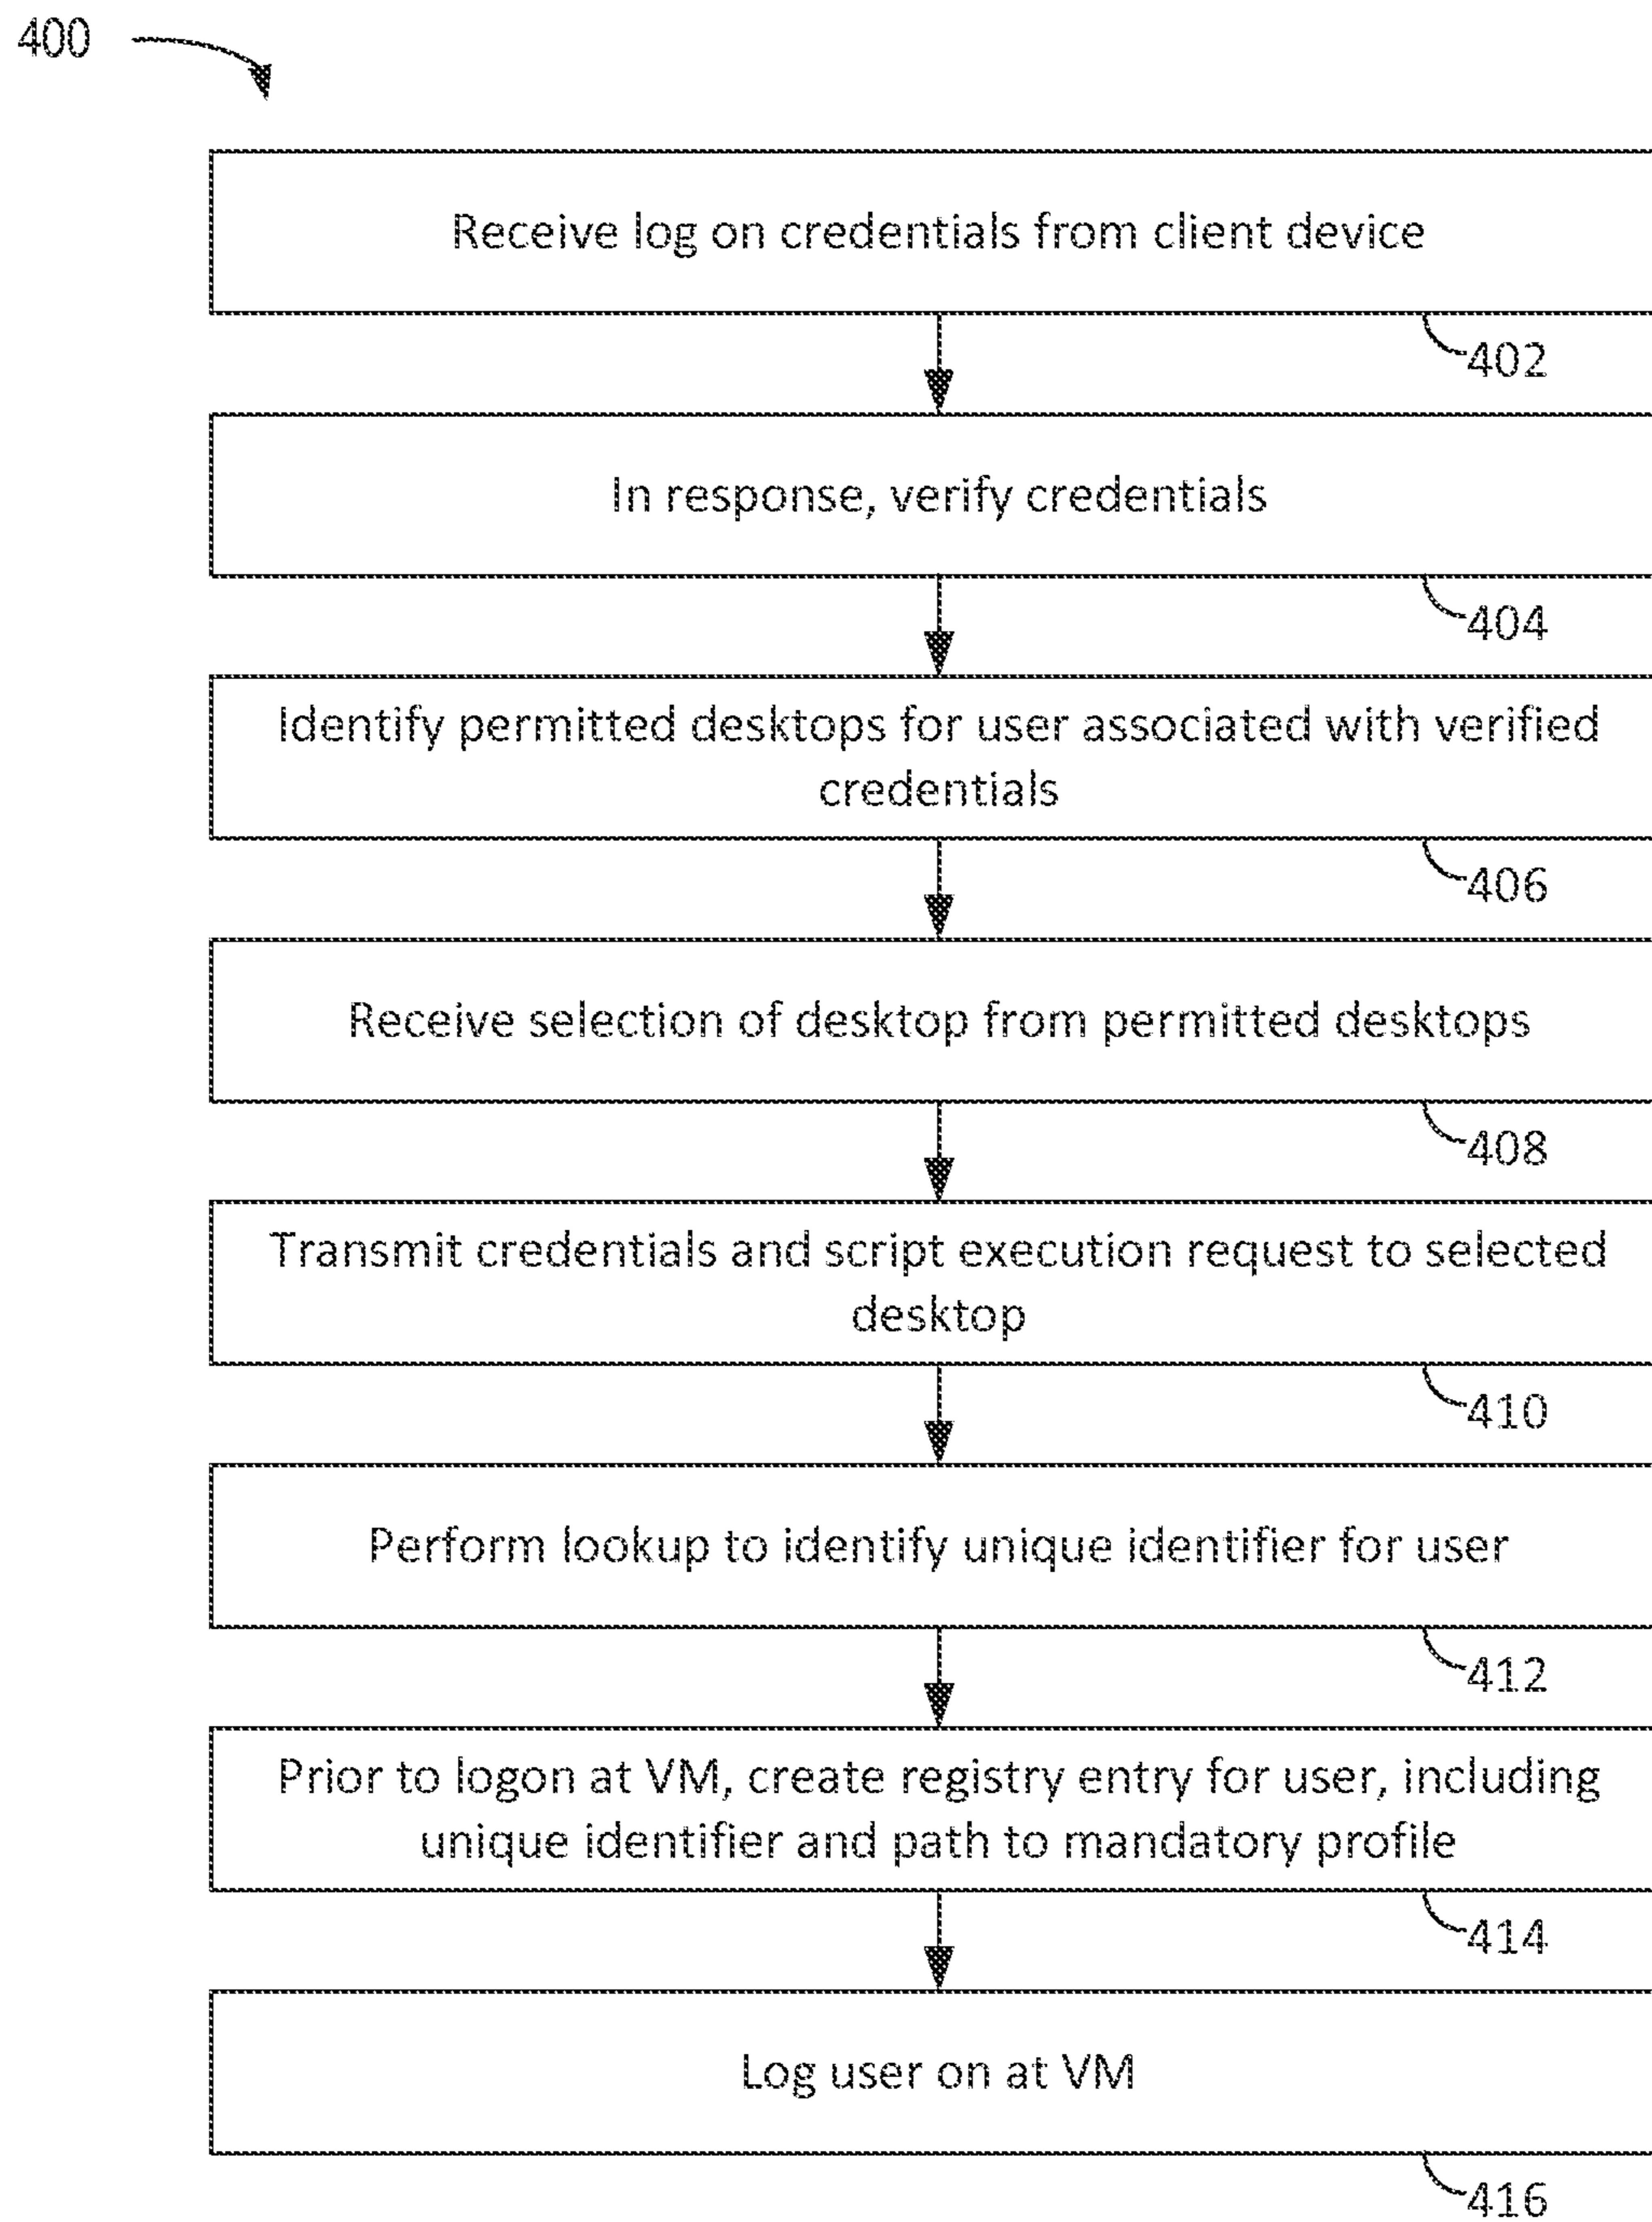 400
Receive log on credentials from client device
402
In response, verify credentials
404
Identify permitted desktops for user associated with verified
credentials
406
Receive selection of desktop from permitted desktops
408
Transmit credentials and script execution request to selected
desktop
410
Perform lookup to identify unique identifier for user
412
Prior to logon at VM, create registry entry for user, including
unique identifier and path to mandatory profile
414
Log user on at VM
416